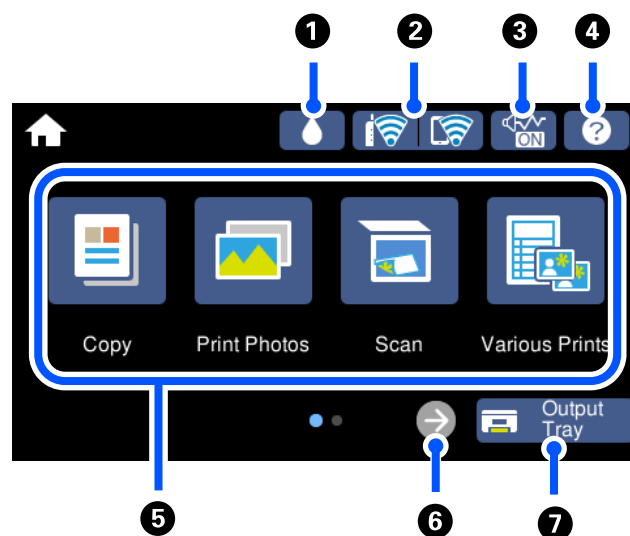 1 2 3 4
ON ?
Copy Print Photos Scan Various Prints
Output
Tray
5 6 7